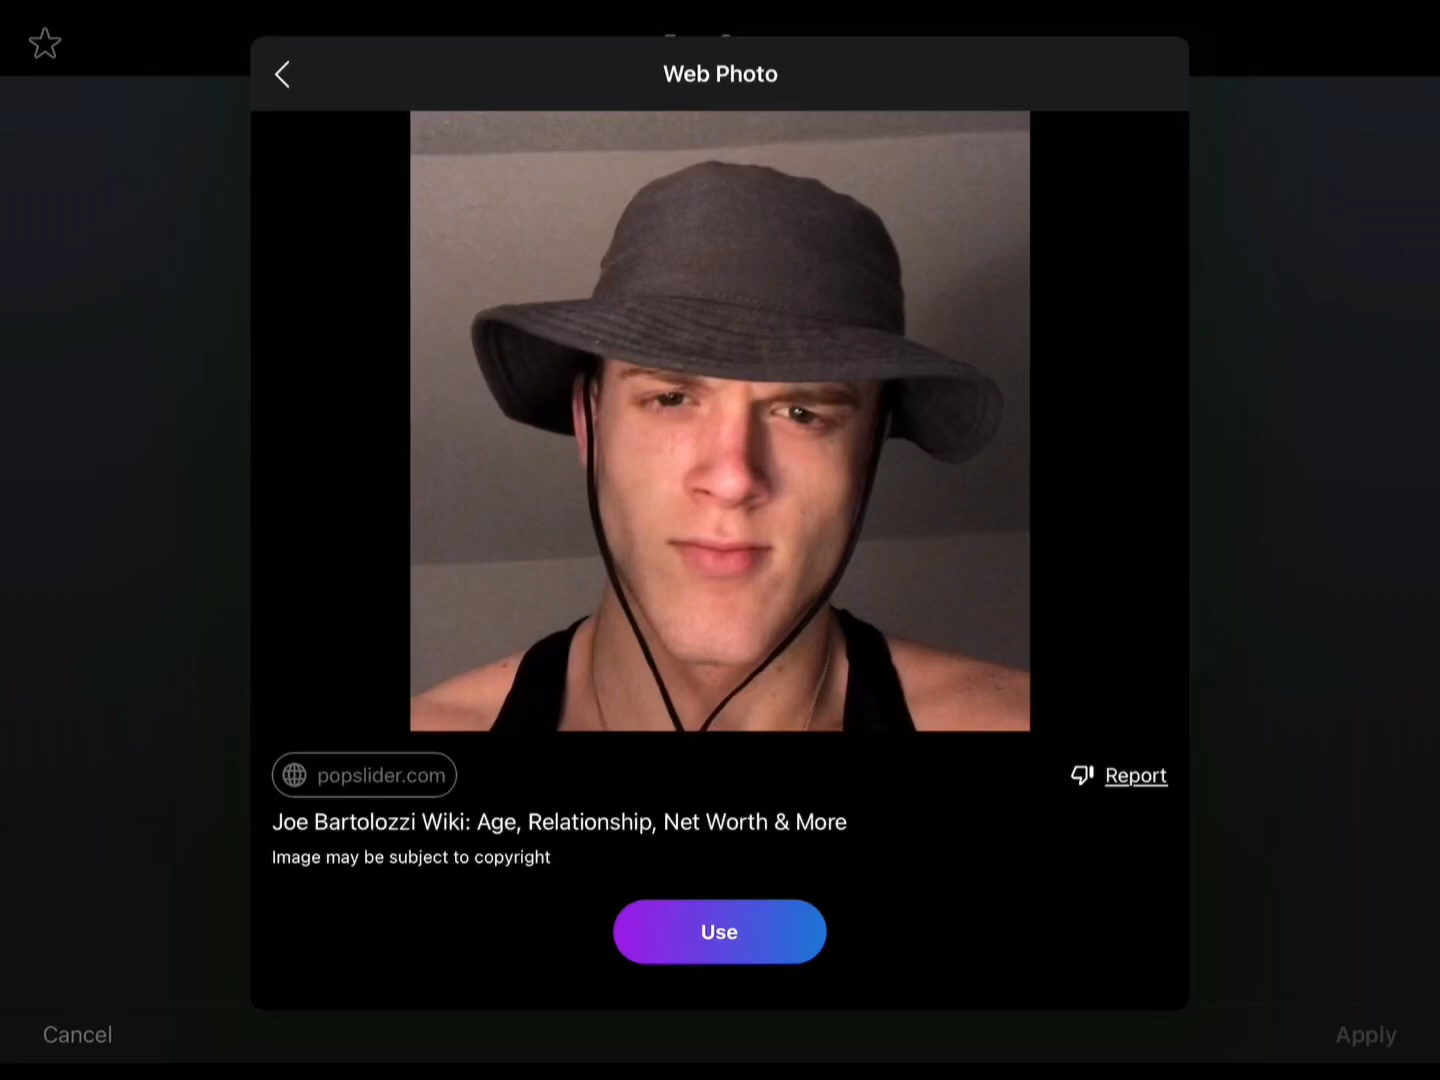 Web Photo
popslider.com
Report
Joe Bartolozzi Wiki: Age, Relationship, Net Worth & More
Image may be subject to copyright
Use
Cancel
Apply